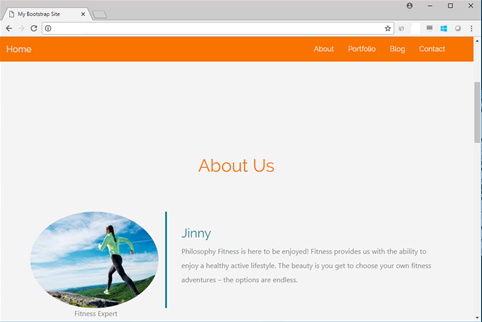 My Bootstrap Site
Home About Portfolio Blog Contact
About Us
Jinny
Philosophy Fitness is here to be enjoyed! Fitness provides us with the ability to
enjoy a healthy active lifestyle. The beauty is you get to choose your own fitness
adventures – the options are endless.
Fitness Expert